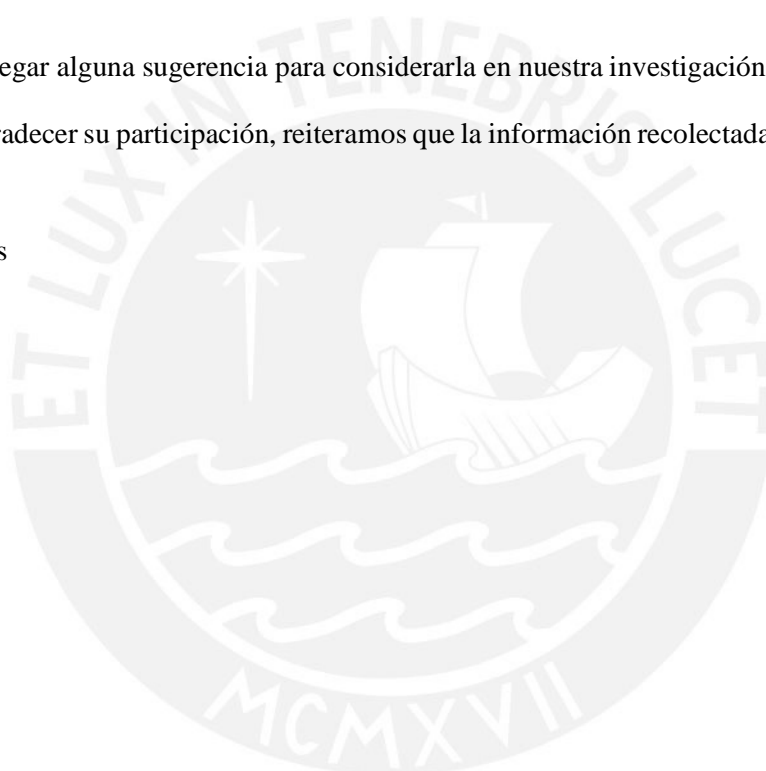 egar alguna sugerencia para considerarla en nuestra investigación
radecer su participación, reiteramos que la información recolectada
s
ET LUX IN TENEBRIS LUCET
MCMXVII